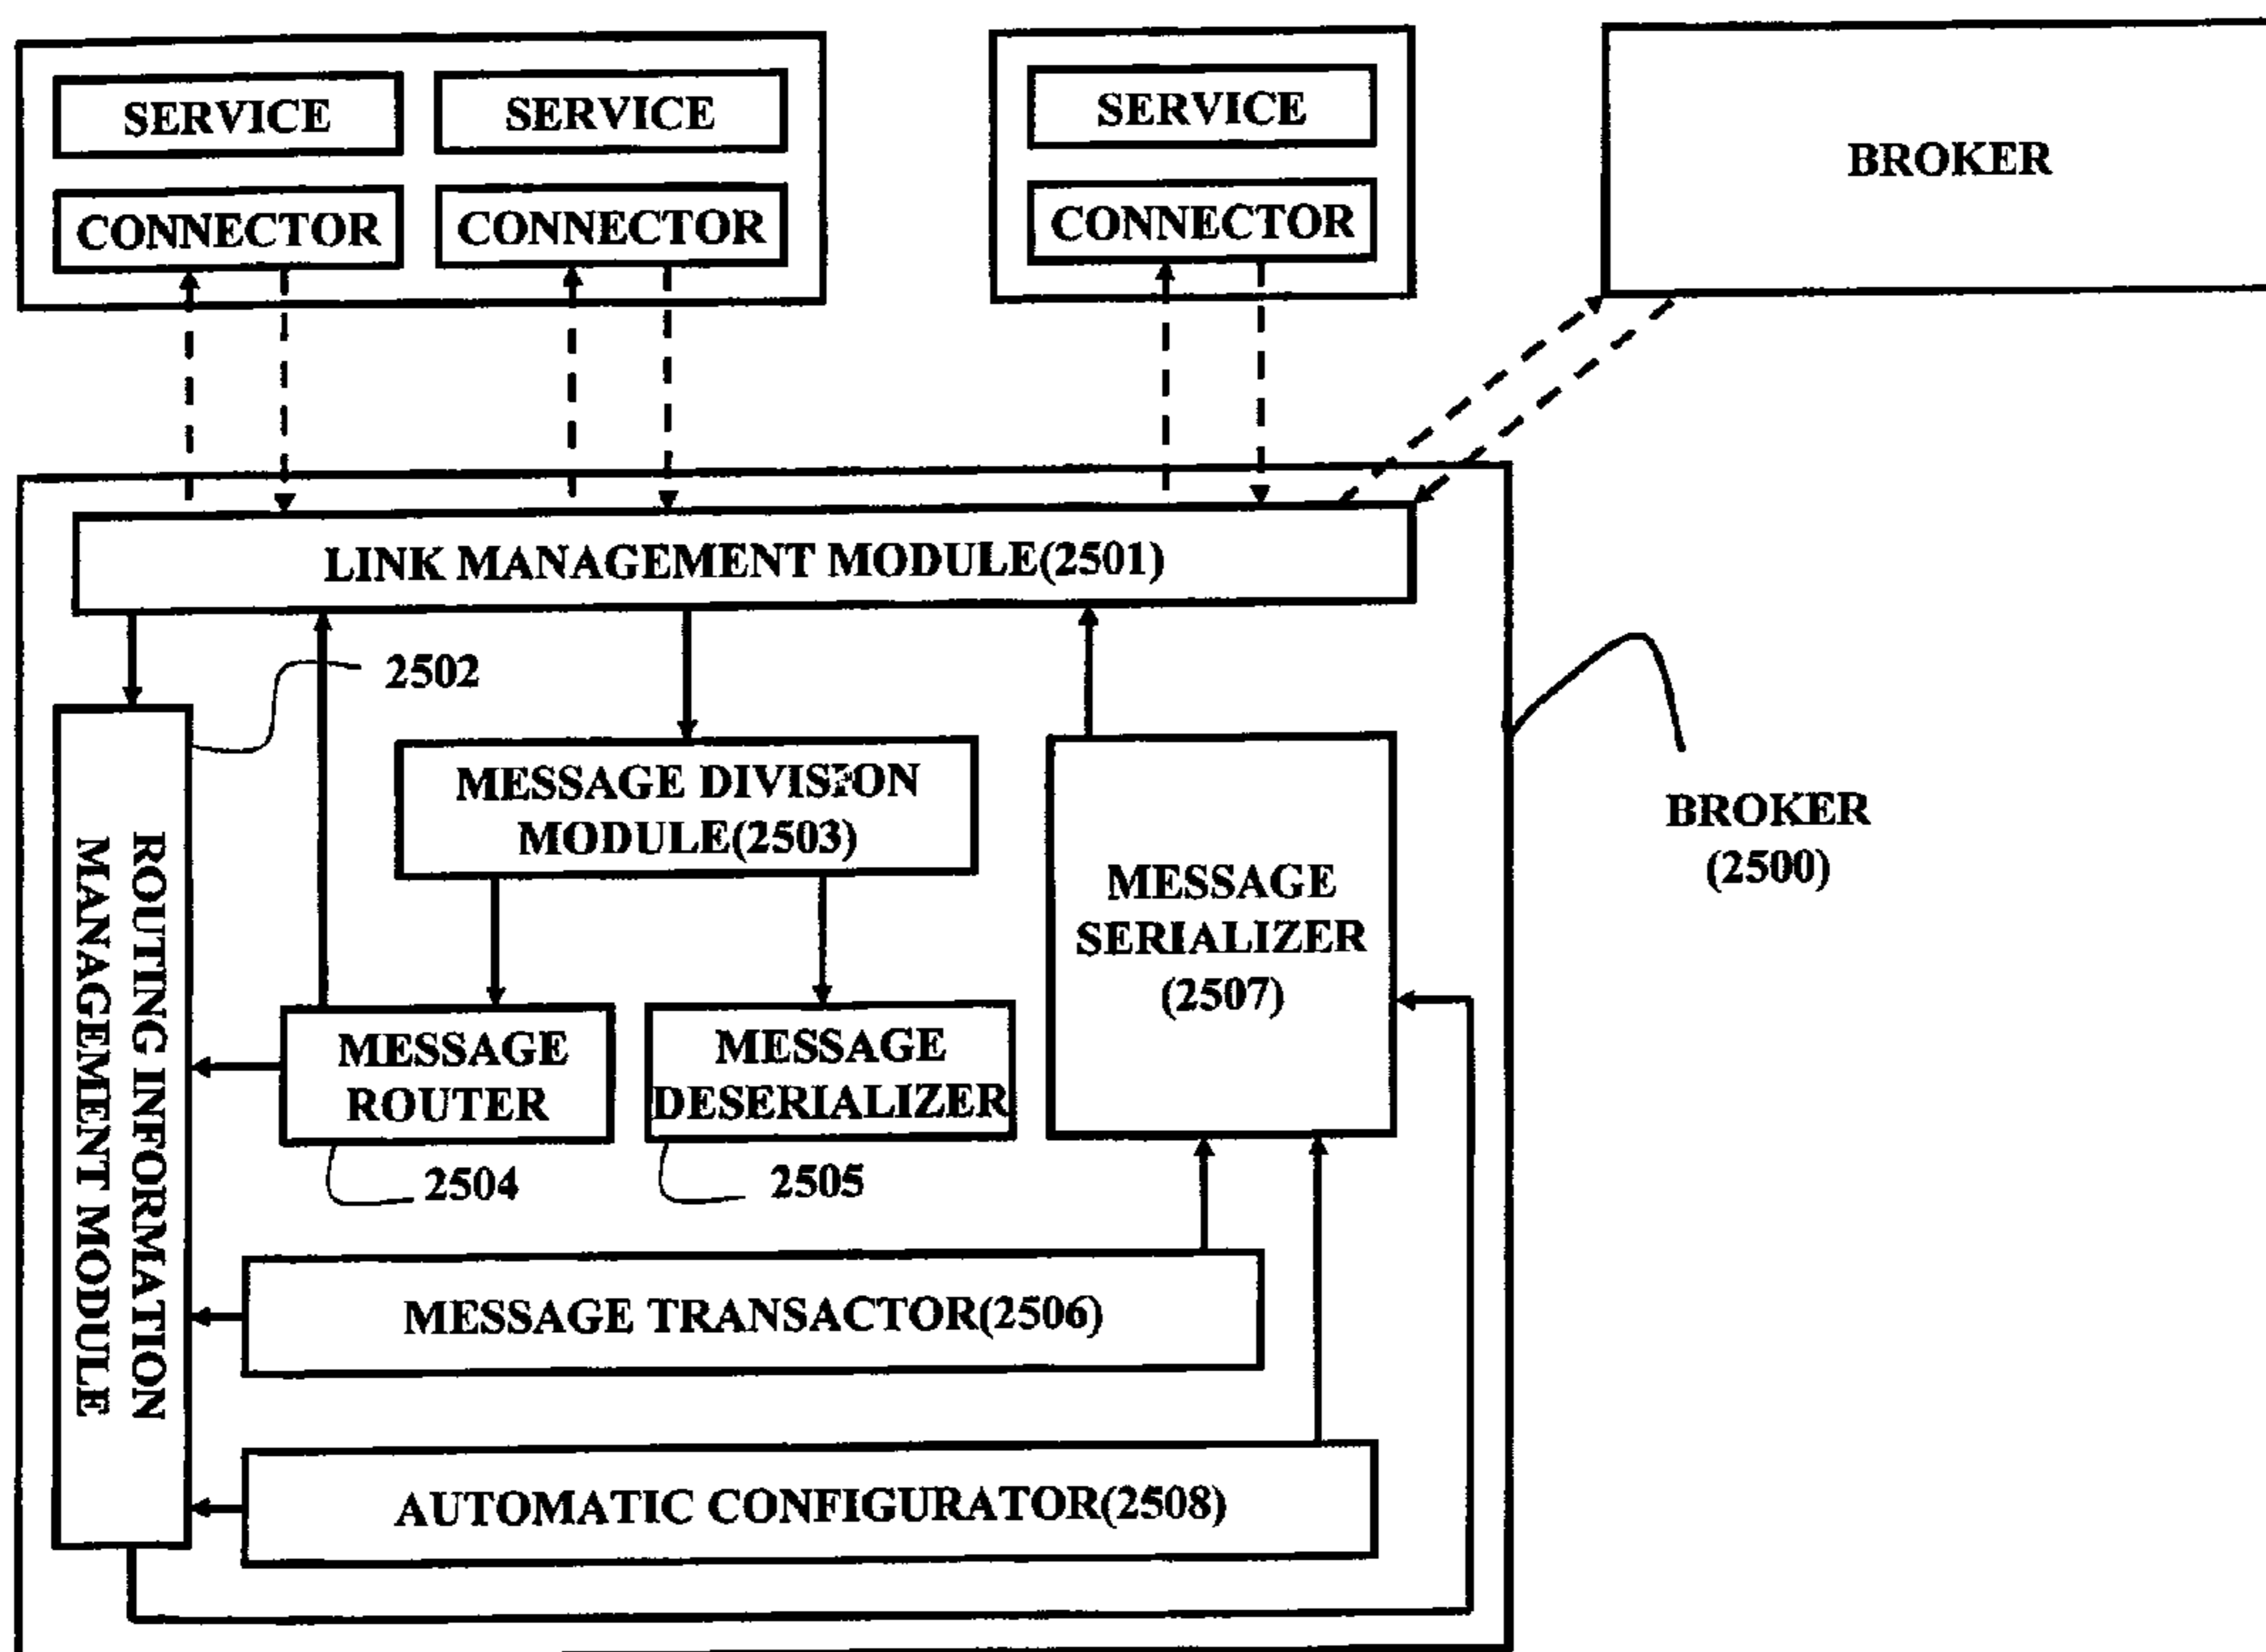 SERVICE
SERVICE
CONNECTOR
CONNECTOR
SERVICE
CONNECTOR
BROKER
LINK MANAGEMENT MODULE(2501)
2502
MESSAGE DIVISION
MODULE(2503)
MESSAGE
SERIALIZER
(2507)
BROKER
(2500)
ROUTING INFORMATION
MANAGEMENT MODULE
MESSAGE
ROUTER
MESSAGE
DESERIALIZER
2504
2505
MESSAGE TRANSACTOR(2506)
AUTOMATIC CONFIGURATOR(2508)